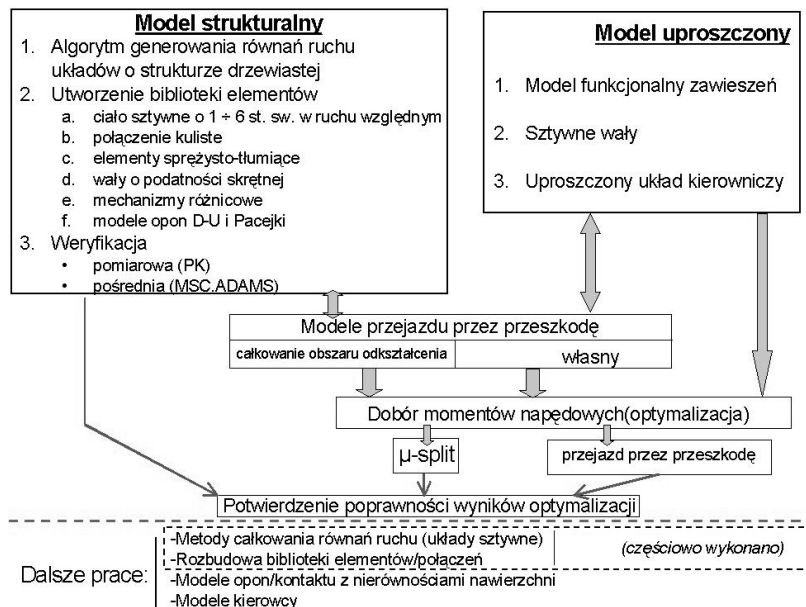 Model strukturalny
1. Algorytm generowania równań ruchu
układów o strukturze drzewiastej
2. Utworzenie biblioteki elementów
a. ciało sztywne o 1 ÷ 6 st. sw. w ruchu względnym
b. połączenie kuliste
c. elementy sprężysto-tłumiące
d. wały o podatności skrętnej
e. mechanizmy różnicowe
f. modele opon D-U i Pacejki
3. Weryfikacja
• pomiarowa (PK)
• pośrednia (MSC.ADAMS)
Model uproszczony
1. Model funkcjonalny zawieszeń
2. Sztywne wały
3. Uproszczony układ kierowniczy
Modele przejazdu przez przeszkodę
całkowanie obszaru odkształcenia
własny
Dobór momentów napędowych(optymalizacja)
µ-split
przejazd przez przeszkodę
Potwierdzenie poprawności wyników optymalizacji
Dalsze prace:
-Metody całkowania równań ruchu (układy sztywne)
-Rozbudowa biblioteki elementów/połączeń
(częściowo wykonano)
-Modele opon/kontaktu z nierównościami nawierzchni
-Modele kierowcy